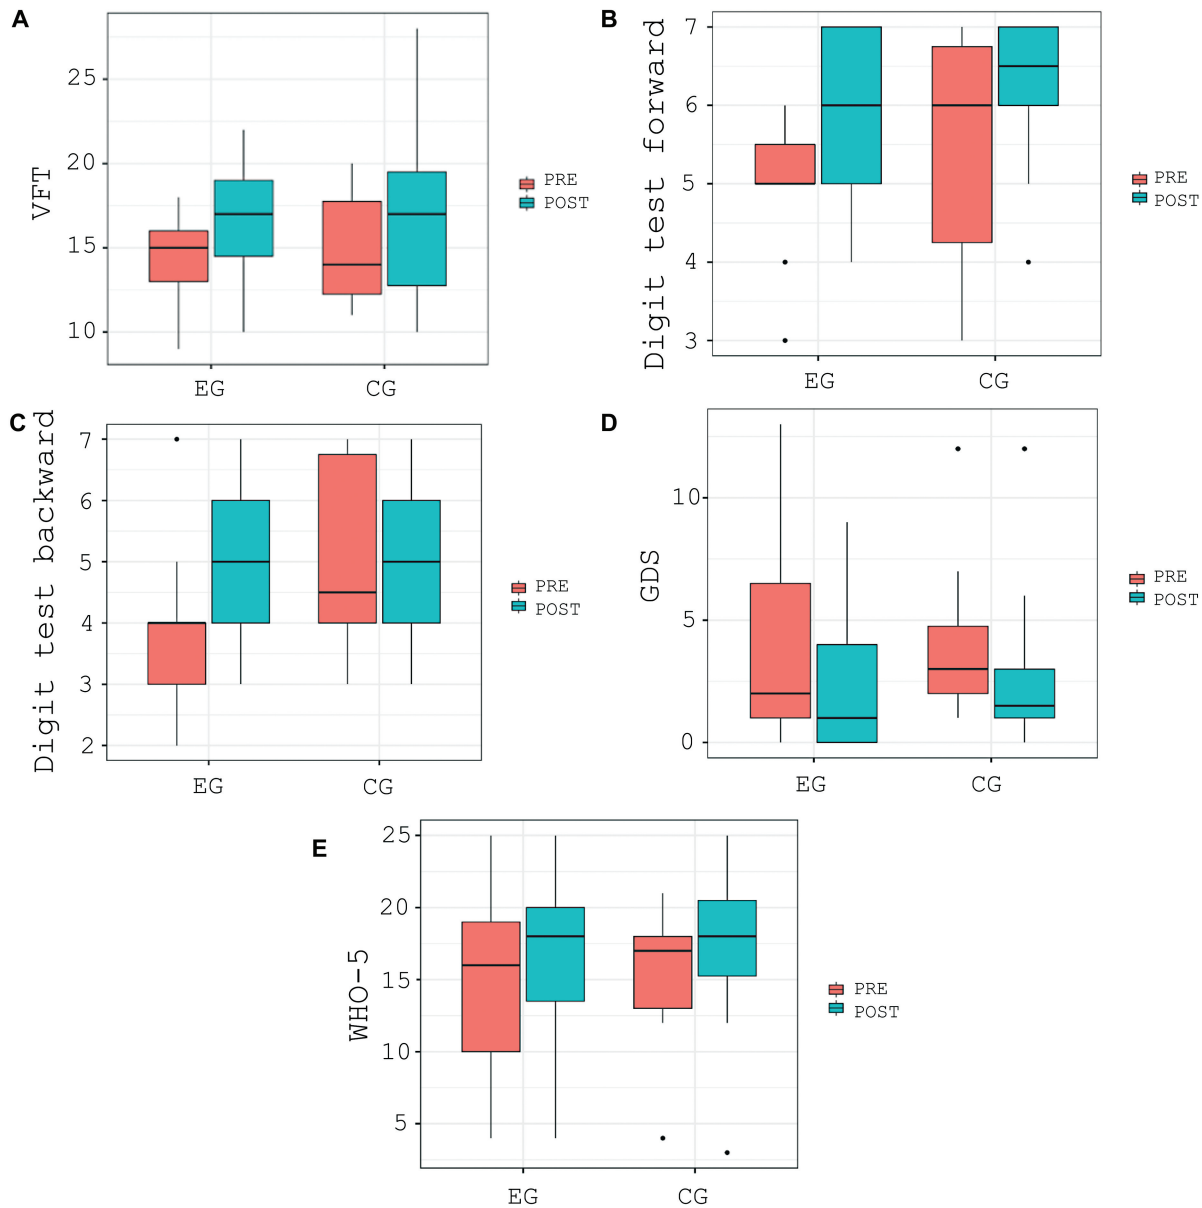 A
VFT
25
20
15
10
EG CG
PRE
POST
B
Digit test forward
7
6
5
4
3
EG CG
PRE
POST
C
Digit test backward
7
6
5
4
3
2
EG CG
PRE
POST
D
GDS
10
5
0
EG CG
PRE
POST
E
WHO-5
25
20
15
10
5
EG CG
PRE
POST